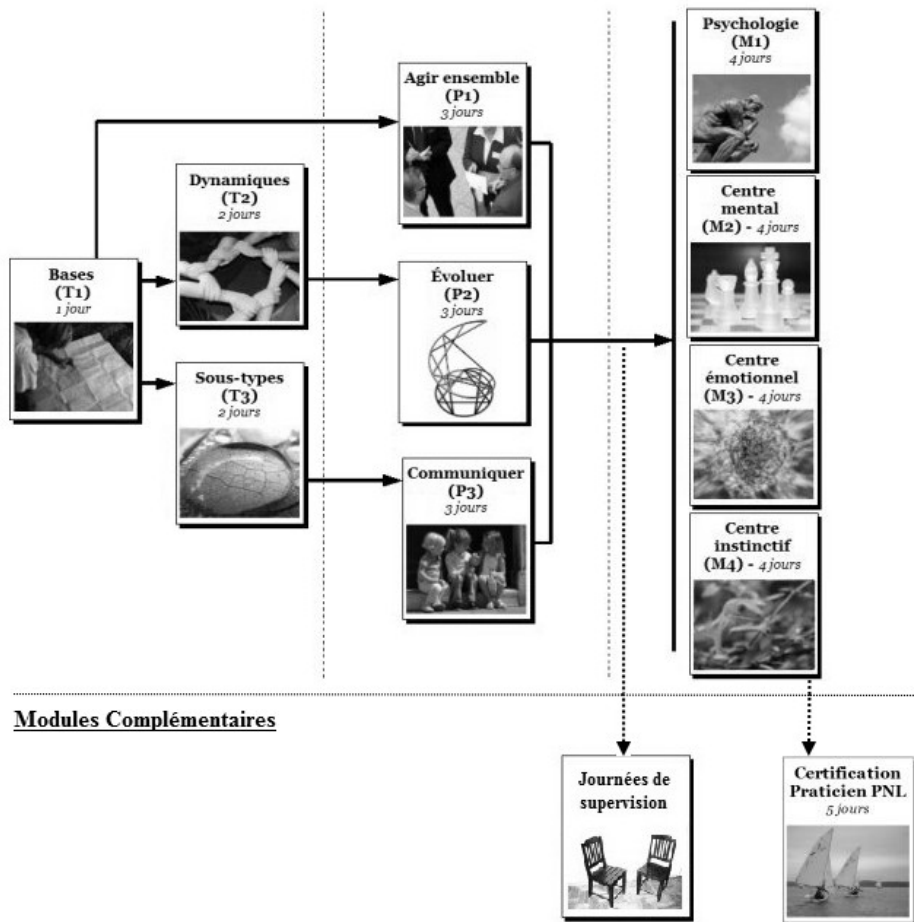 Bases
(T1)
1 jour
Dynamiques
(T2)
2 jours
Sous-types
(T3)
2 jours
Agir ensemble
(P1)
3 jours
Évoluer
(P2)
3 jours
Communiquer
(P3)
3 jours
Psychologie
(M1)
4 jours
Centre
mental
(M2) - 4 jours
Centre
émotionnel
(M3) - 4 jours
Centre
instinctif
(M4) - 4 jours
Modules Complémentaires
Journées de
supervision
Certification
Praticien PNL
5 jours